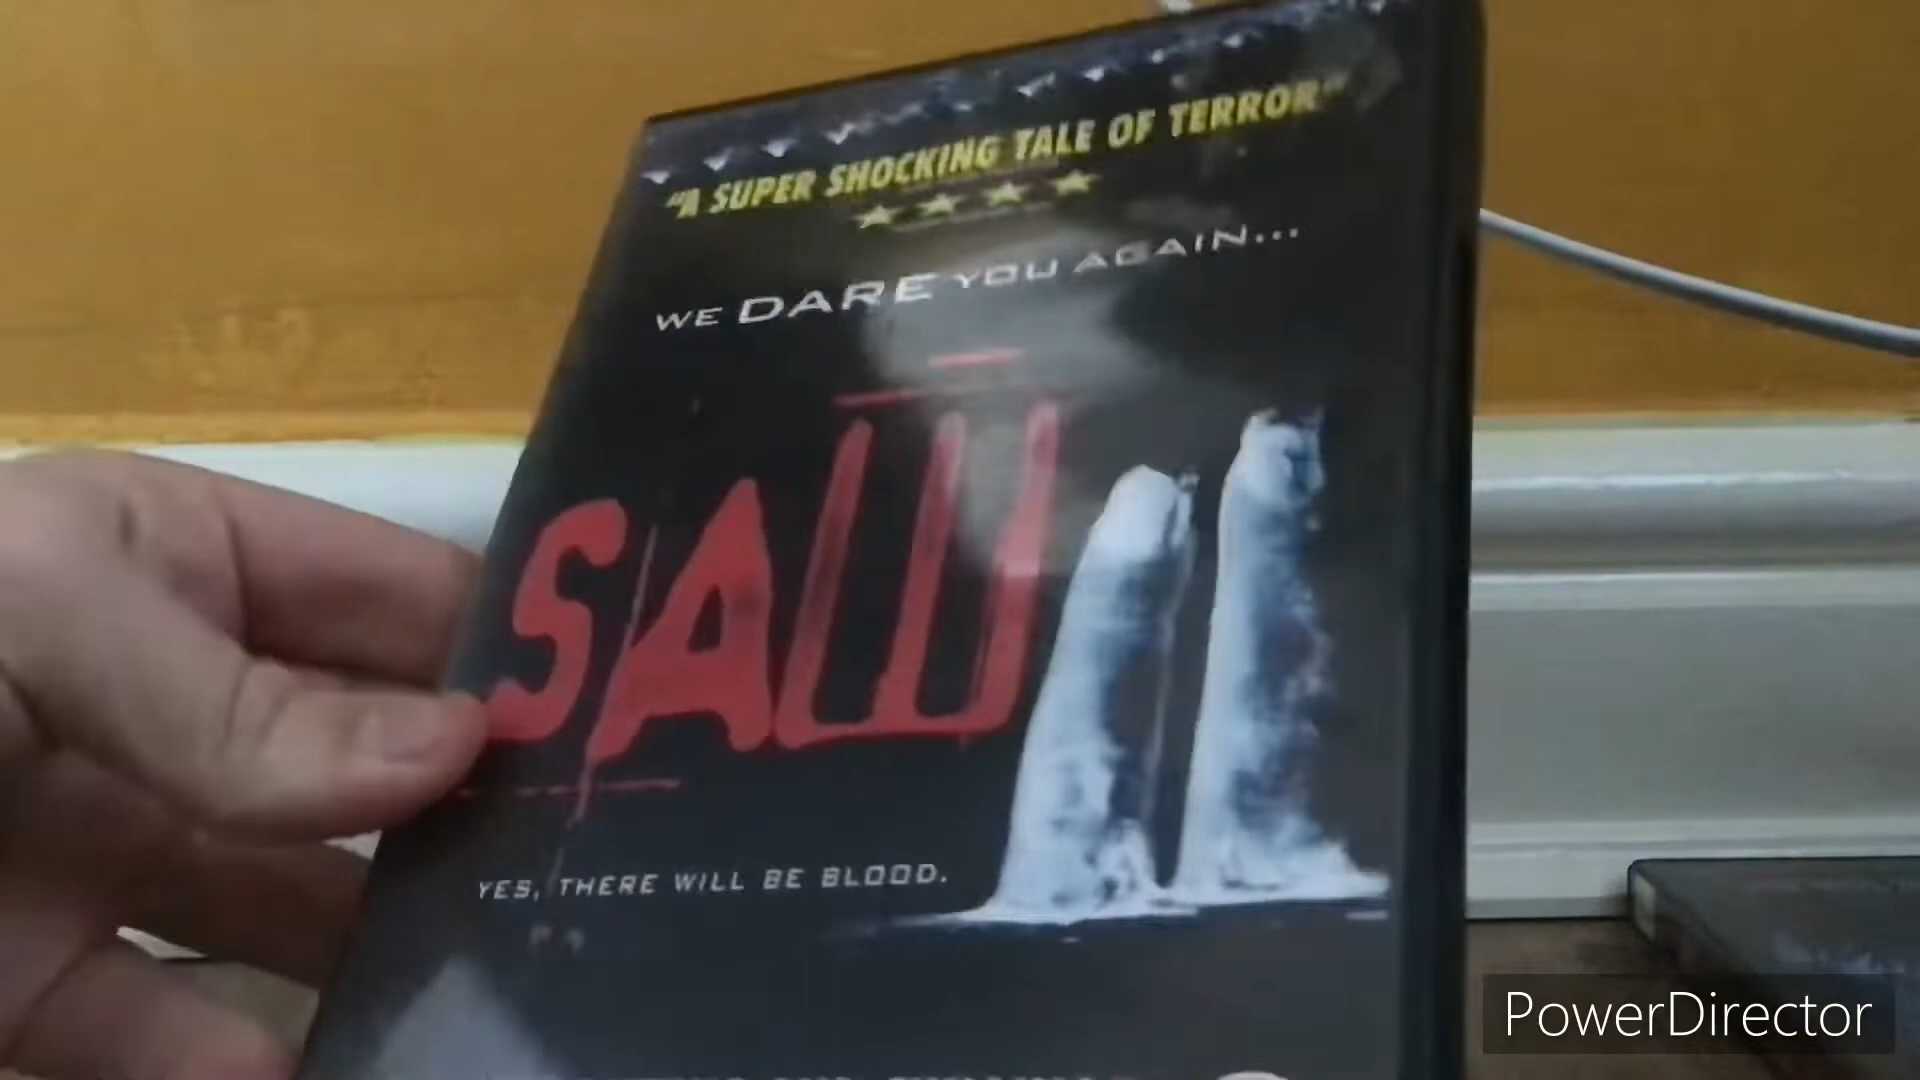 "A SUPER SHOCKING TALE OF TERROR"
WE DARE YOU AGAIN...
SAW
YES, THERE WILL BE BLOOD.
PowerDirector